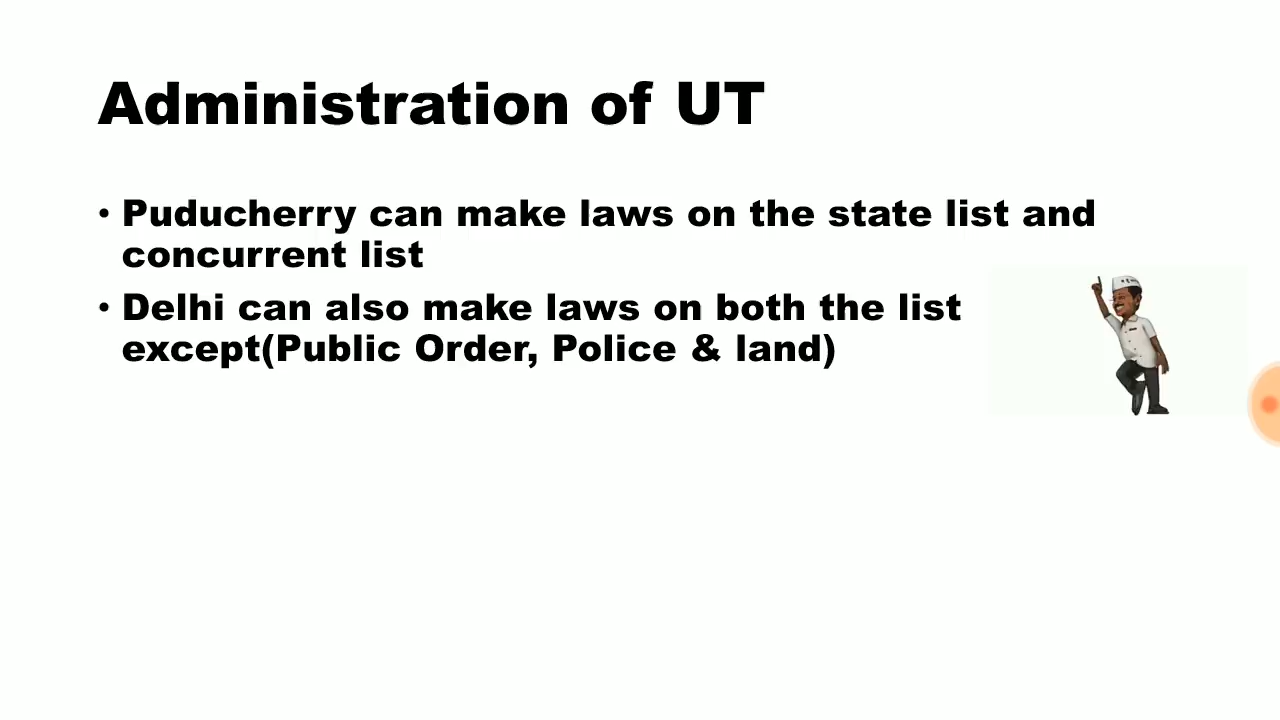 Administration of UT
• Puducherry can make laws on the state list and
concurrent list
• Delhi can also make laws on both the list
except(Public Order, Police & land)